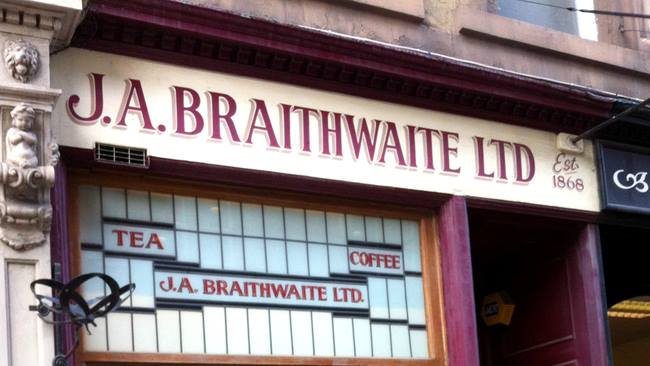 J.A. BRAITHWAITE LTD
Est
1868
TEA
COFFEE
J.A. BRAITHWAITE LTD.